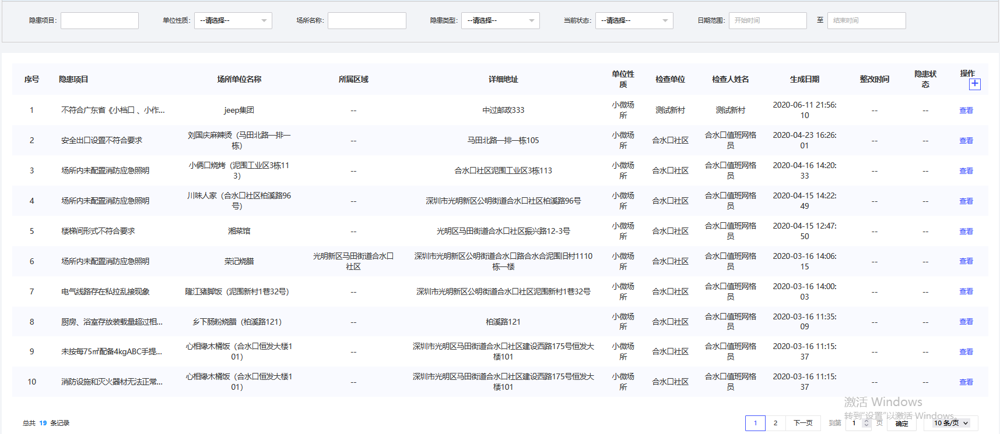 隐患项目: 单位性质: --请选择-- 场所名称: 隐患类型: --请选择-- 当前状态: --请选择-- 日期范围: 开始时间 至 结束时间
序号 隐患项目 场所单位名称 所属区域 详细地址 单位性质 检查单位 检查人姓名 生成日期 整改时间 隐患状态 操作
1 不符合广东省《小档口 、小作... jeep集团 -- 中过邮政333 小微场所 测试新村 测试新村 2020-06-11 21:56:10 -- -- 查看
2 安全出口设置不符合要求 刘国庆麻辣烫（马田北路一排一栋） -- 马田北路一排一栋105 小微场所 合水口社区 合水口值班网格员 2020-04-23 16:26:01 -- -- 查看
3 场所内未配置消防应急照明 小俩口烧烤（泥围工业区3栋113） -- 合水口社区泥围工业区3栋113 小微场所 合水口社区 合水口值班网格员 2020-04-16 14:20:33 -- -- 查看
4 场所内未配置消防应急照明 川味人家（合水口社区柏溪路96号） -- 深圳市光明新区公明街道合水口社区柏溪路96号 小微场所 合水口社区 合水口值班网格员 2020-04-15 14:22:49 -- -- 查看
5 楼梯间形式不符合要求 湘菜馆 -- 光明区马田街道合水口社区振兴路12-3号 小微场所 合水口社区 合水口值班网格员 2020-04-15 12:47:50 -- -- 查看
6 场所内未配置消防应急照明 荣记烧腊 光明新区马田街道合水口社区 深圳市光明新区公明街道合水口路合水合泥围旧村1110栋一楼 小微场所 合水口社区 合水口值班网格员 2020-03-16 14:06:15 -- -- 查看
7 电气线路存在私拉乱接现象 隆江猪脚饭（泥围新村1巷32号） -- 深圳市光明新区公明街道合水口社区泥围新村1巷32号 小微场所 合水口社区 合水口值班网格员 2020-03-16 14:00:03 -- -- 查看
8 厨房、浴室存放装载量超过相... 乡下肠粉烧腊（柏溪路121） -- 柏溪路121 小微场所 合水口社区 合水口值班网格员 2020-03-16 11:35:09 -- -- 查看
9 未按每75㎡配备4kgABC手提... 心相缘木桶饭（合水口恒发大楼101） -- 深圳市光明区马田街道合水口社区建设西路175号恒发大楼101 小微场所 合水口社区 合水口值班网格员 2020-03-16 11:15:37 -- -- 查看
10 消防设施和灭火器材无法正常... 心相缘木桶饭（合水口恒发大楼101） -- 深圳市光明区马田街道合水口社区建设西路175号恒发大楼101 小微场所 合水口社区 合水口值班网格员 2020-03-16 11:15:37 -- -- 查看
激活 Windows
转到“设置”以激活 Windows。
总共 19 条记录 1 2 下一页 到第 1 页 确定 10 条/页